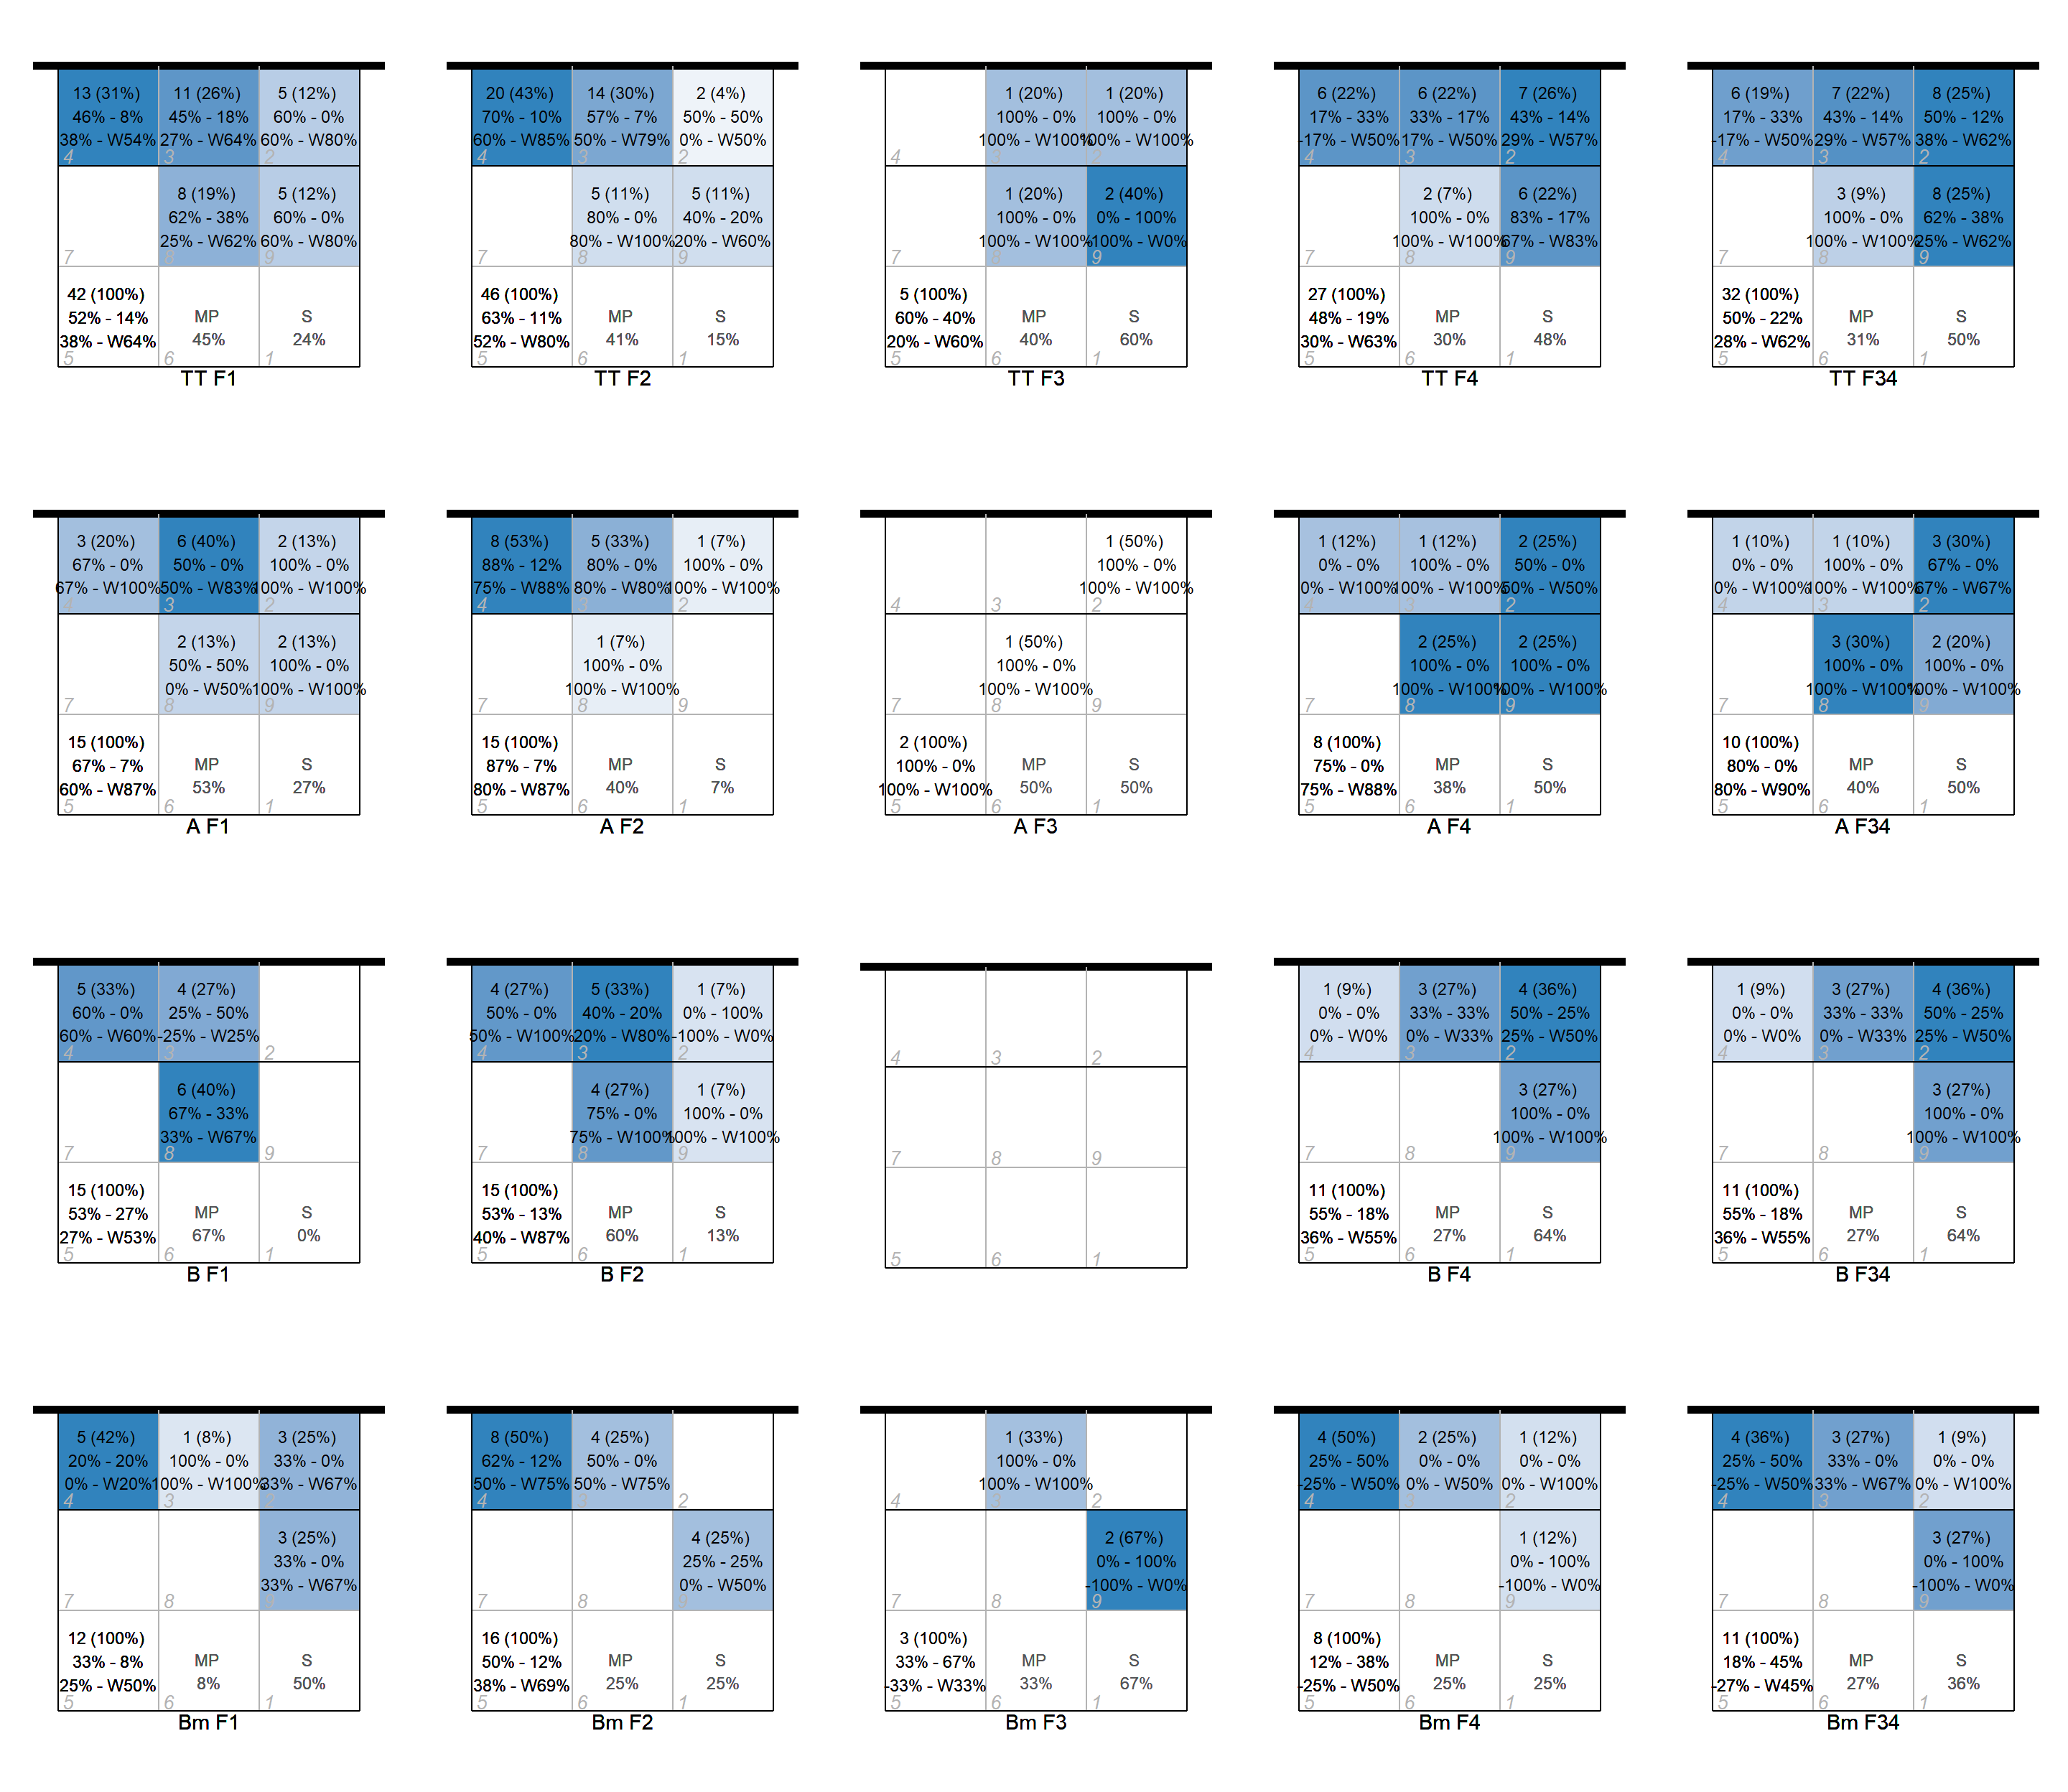 13 (31%) 11 (26%) 5 (12%)
46% - 8% 45% - 18% 60% - 0%
38% - W54% 27% - W64% 60% - W80%
4 3 2
8 (19%) 5 (12%)
62% - 38% 60% - 0%
25% - W62% 60% - W80%
7 8 9
42 (100%)
52% - 14% MP S
38% - W64% 45% 24%
5 6 1
TT F1
20 (43%) 14 (30%) 2 (4%)
70% - 10% 57% - 7% 50% - 50%
60% - W85% 50% - W79% 0% - W50%
4 3 2
5 (11%) 5 (11%)
80% - 0% 40% - 20%
80% - W100% 20% - W60%
7 8 9
46 (100%)
63% - 11% MP S
52% - W80% 41% 15%
5 6 1
TT F2
1 (20%) 1 (20%)
100% - 0% 100% - 0%
100% - W100% 100% - W100%
4 3 2
1 (20%) 2 (40%)
100% - 0% 0% - 100%
100% - W100% -100% - W0%
7 8 9
5 (100%)
60% - 40% MP S
20% - W60% 40% 60%
5 6 1
TT F3
6 (22%) 6 (22%) 7 (26%)
17% - 33% 33% - 17% 43% - 14%
-17% - W50% 17% - W50% 29% - W57%
4 3 2
2 (7%) 6 (22%)
100% - 0% 83% - 17%
100% - W100% 67% - W83%
7 8 9
27 (100%)
48% - 19% MP S
30% - W63% 30% 48%
5 6 1
TT F4
6 (19%) 7 (22%) 8 (25%)
17% - 33% 43% - 14% 50% - 12%
-17% - W50% 29% - W57% 38% - W62%
4 3 2
3 (9%) 8 (25%)
100% - 0% 62% - 38%
100% - W100% 25% - W62%
7 8 9
32 (100%)
50% - 22% MP S
28% - W62% 31% 50%
5 6 1
TT F34
3 (20%) 6 (40%) 2 (13%)
67% - 0% 50% - 0% 100% - 0%
67% - W100% 50% - W83% 100% - W100%
4 3 2
2 (13%) 2 (13%)
50% - 50% 100% - 0%
0% - W50% 100% - W100%
7 8 9
15 (100%)
67% - 7% MP S
60% - W87% 53% 27%
5 6 1
A F1
8 (53%) 5 (33%) 1 (7%)
88% - 12% 80% - 0% 100% - 0%
75% - W88% 80% - W80% 100% - W100%
4 3 2
1 (7%)
100% - 0%
100% - W100%
7 8 9
15 (100%)
87% - 7% MP S
80% - W87% 40% 7%
5 6 1
A F2
1 (50%)
100% - 0%
100% - W100%
4 3 2
1 (50%)
100% - 0%
100% - W100%
7 8 9
2 (100%)
100% - 0% MP S
100% - W100% 50% 50%
5 6 1
A F3
1 (12%) 1 (12%) 2 (25%)
0% - 0% 100% - 0% 50% - 0%
0% - W100% 100% - W100% 50% - W50%
4 3 2
2 (25%) 2 (25%)
100% - 0% 100% - 0%
100% - W100% 100% - W100%
7 8 9
8 (100%)
75% - 0% MP S
75% - W88% 38% 50%
5 6 1
A F4
1 (10%) 1 (10%) 3 (30%)
0% - 0% 100% - 0% 67% - 0%
0% - W100% 100% - W100% 67% - W67%
4 3 2
3 (30%) 2 (20%)
100% - 0% 100% - 0%
100% - W100% 100% - W100%
7 8 9
10 (100%)
80% - 0% MP S
80% - W90% 40% 50%
5 6 1
A F34
5 (33%) 4 (27%)
60% - 0% 25% - 50%
60% - W60% -25% - W25%
4 3 2
6 (40%)
67% - 33%
33% - W67%
7 8 9
15 (100%)
53% - 27% MP S
27% - W53% 67% 0%
5 6 1
B F1
4 (27%) 5 (33%) 1 (7%)
50% - 0% 40% - 20% 0% - 100%
50% - W100% 20% - W80% -100% - W0%
4 3 2
4 (27%) 1 (7%)
75% - 0% 100% - 0%
75% - W100% 100% - W100%
7 8 9
15 (100%)
53% - 13% MP S
40% - W87% 60% 13%
5 6 1
B F2
4 3 2
7 8 9
5 6 1
1 (9%) 3 (27%) 4 (36%)
0% - 0% 33% - 33% 50% - 25%
0% - W0% 0% - W33% 25% - W50%
4 3 2
3 (27%)
100% - 0%
100% - W100%
7 8 9
11 (100%)
55% - 18% MP S
36% - W55% 27% 64%
5 6 1
B F4
1 (9%) 3 (27%) 4 (36%)
0% - 0% 33% - 33% 50% - 25%
0% - W0% 0% - W33% 25% - W50%
4 3 2
3 (27%)
100% - 0%
100% - W100%
7 8 9
11 (100%)
55% - 18% MP S
36% - W55% 27% 64%
5 6 1
B F34
5 (42%) 1 (8%) 3 (25%)
20% - 20% 100% - 0% 33% - 0%
0% - W20% 100% - W100% 33% - W67%
4 3 2
3 (25%)
33% - 0%
33% - W67%
7 8 9
12 (100%)
33% - 8% MP S
25% - W50% 8% 50%
5 6 1
Bm F1
8 (50%) 4 (25%)
62% - 12% 50% - 0%
50% - W75% 50% - W75%
4 3 2
4 (25%)
25% - 25%
0% - W50%
7 8 9
16 (100%)
50% - 12% MP S
38% - W69% 25% 25%
5 6 1
Bm F2
1 (33%)
100% - 0%
100% - W100%
4 3 2
2 (67%)
0% - 100%
-100% - W0%
7 8 9
3 (100%)
33% - 67% MP S
-33% - W33% 33% 67%
5 6 1
Bm F3
4 (50%) 2 (25%) 1 (12%)
25% - 50% 0% - 0% 0% - 0%
-25% - W50% 0% - W50% 0% - W100%
4 3 2
1 (12%)
0% - 100%
-100% - W0%
7 8 9
8 (100%)
12% - 38% MP S
-25% - W50% 25% 25%
5 6 1
Bm F4
4 (36%) 3 (27%) 1 (9%)
25% - 50% 33% - 0% 0% - 0%
-25% - W50% 33% - W67% 0% - W100%
4 3 2
3 (27%)
0% - 100%
-100% - W0%
7 8 9
11 (100%)
18% - 45% MP S
-27% - W45% 27% 36%
5 6 1
Bm F34